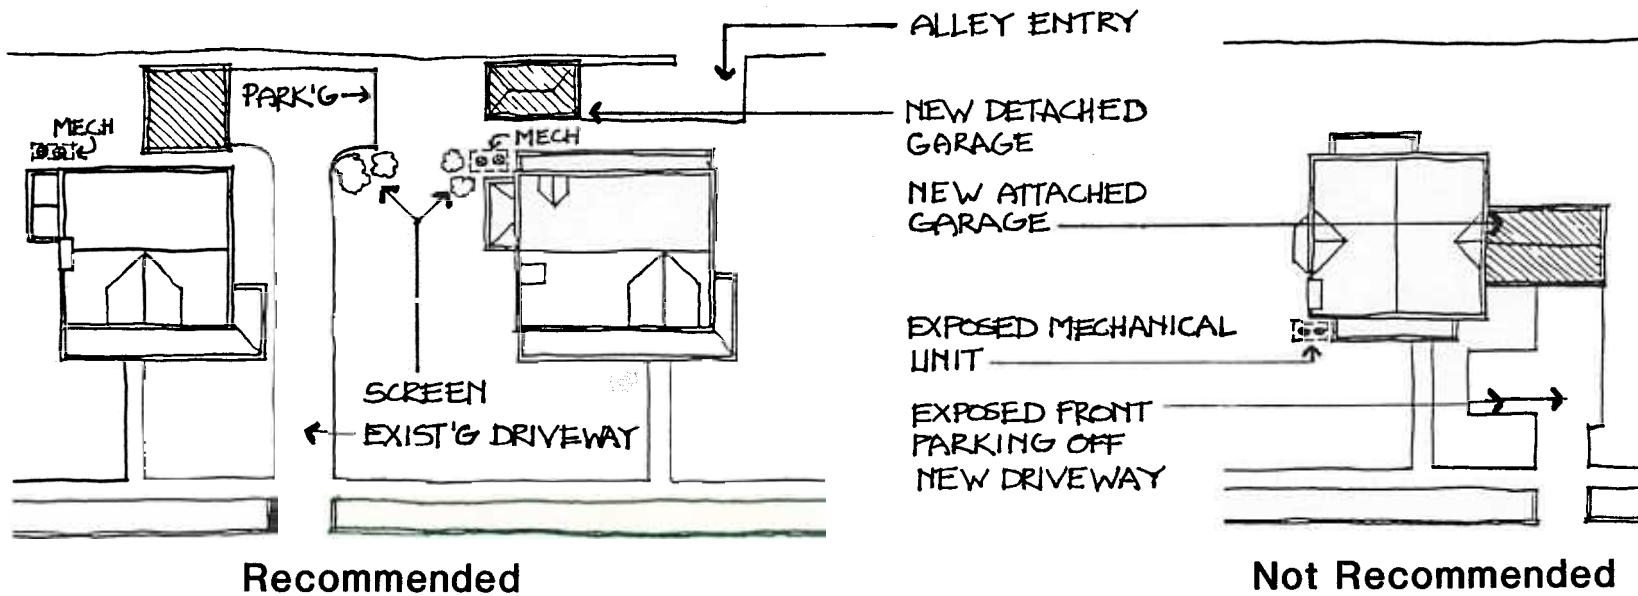 ALLEY ENTRY
PARK'G
MECH
MECH
NEW DETACHED
GARAGE
NEW ATTACHED
GARAGE
EXPOSED MECHANICAL
UNIT
SCREEN
EXIST'G DRIVEWAY
EXPOSED FRONT
PARKING OFF
NEW DRIVEWAY
Recommended
Not Recommended